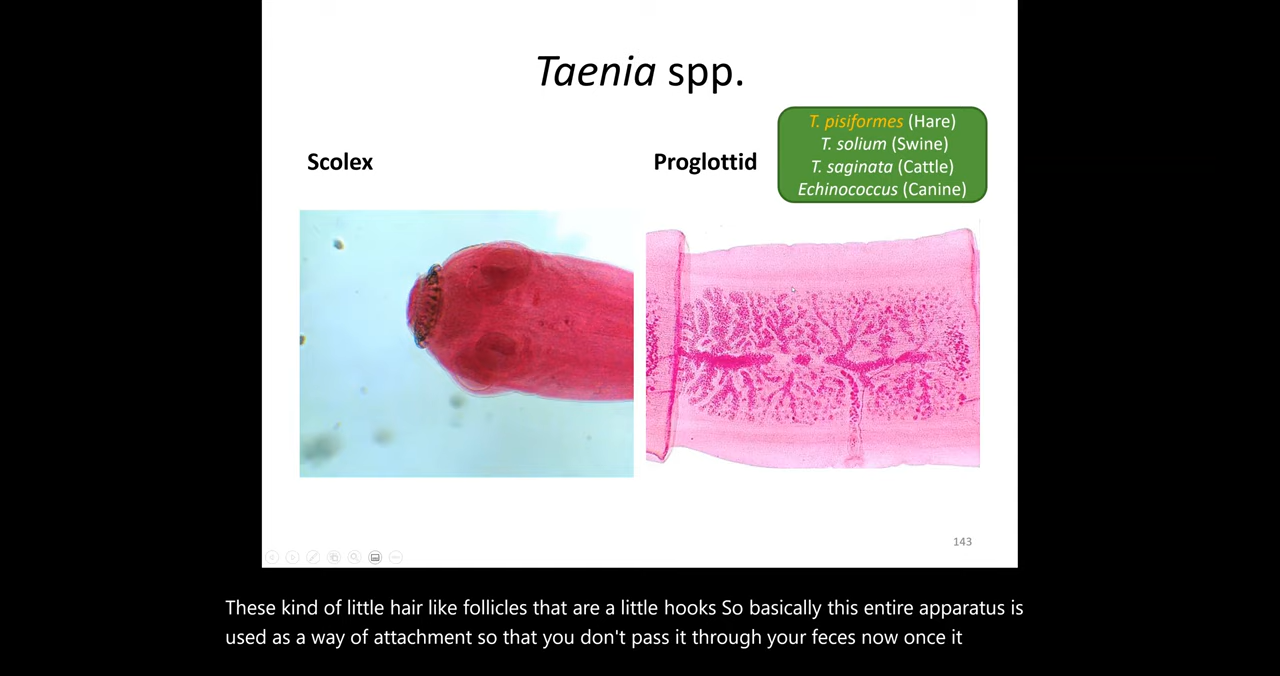 Taenia spp.
T. pisiformes (Hare)
T. solium (Swine)
T. saginata (Cattle)
Echinococcus (Canine)
Scolex
Proglottid
143
These kind of little hair like follicles that are a little hooks So basically this entire apparatus is
used as a way of attachment so that you don't pass it through your feces now once it